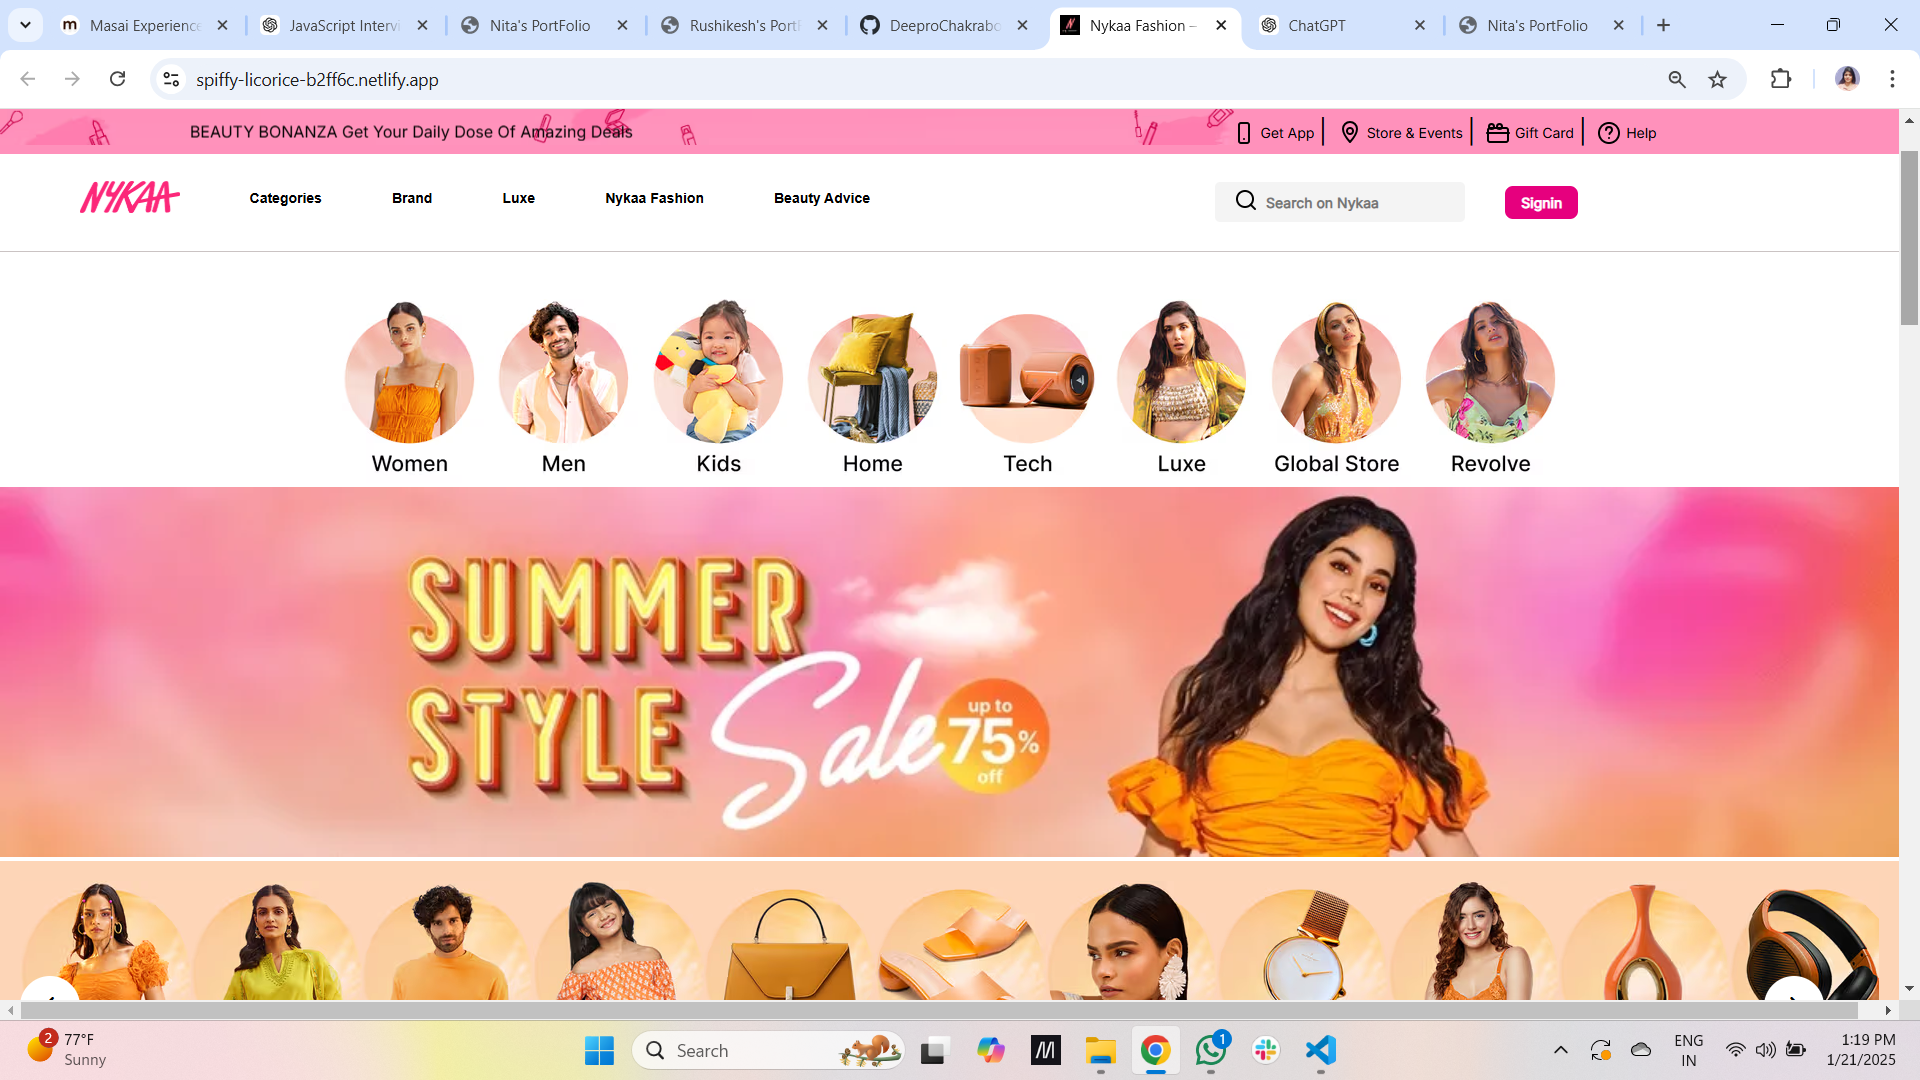 Masai Experience
JavaScript Intervi
Nita's PortFolio
Rushikesh's Portf
DeeproChakrabo
Nykaa Fashion –
ChatGPT
Nita's PortFolio
spiffy-licorice-b2ff6c.netlify.app
BEAUTY BONANZA Get Your Daily Dose Of Amazing Deals
Get App
Store & Events
Gift Card
Help
NYKAA
Categories
Brand
Luxe
Nykaa Fashion
Beauty Advice
Search on Nykaa
Signin
Women
Men
Kids
Home
Tech
Luxe
Global Store
Revolve
SUMMER
STYLE Sale
up to
75%
off
2
77°F
Sunny
Search
1
ENG
IN
1:19 PM
1/21/2025